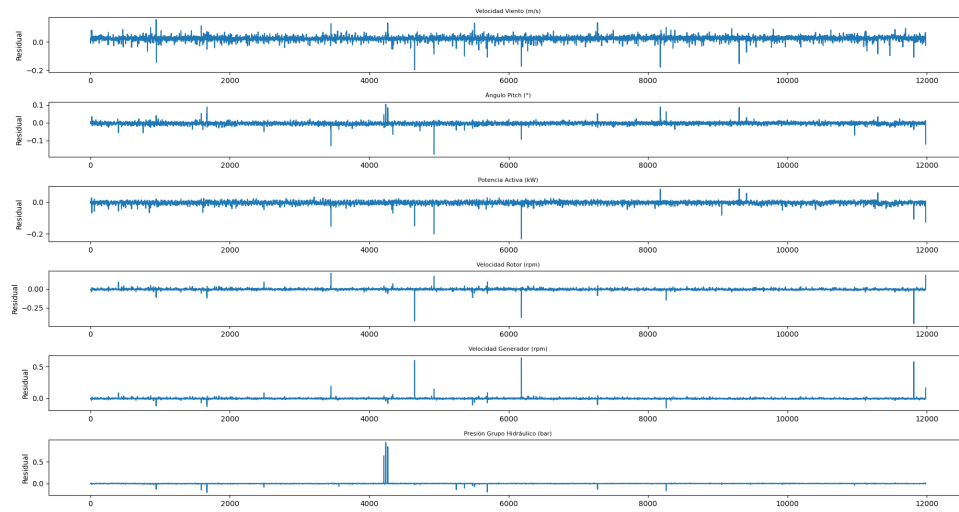 Velocidad Viento (m/s)
Residual
0.0
−0.2
0 2000 4000 6000 8000 10000 12000
Ángulo Pitch (°)
Residual
0.1
0.0
−0.1
0 2000 4000 6000 8000 10000 12000
Potencia Activa (kW)
Residual
0.0
−0.2
0 2000 4000 6000 8000 10000 12000
Velocidad Rotor (rpm)
Residual
0.00
−0.25
0 2000 4000 6000 8000 10000 12000
Velocidad Generador (rpm)
Residual
0.5
0.0
0 2000 4000 6000 8000 10000 12000
Presión Grupo Hidráulico (bar)
Residual
0.5
0.0
0 2000 4000 6000 8000 10000 12000